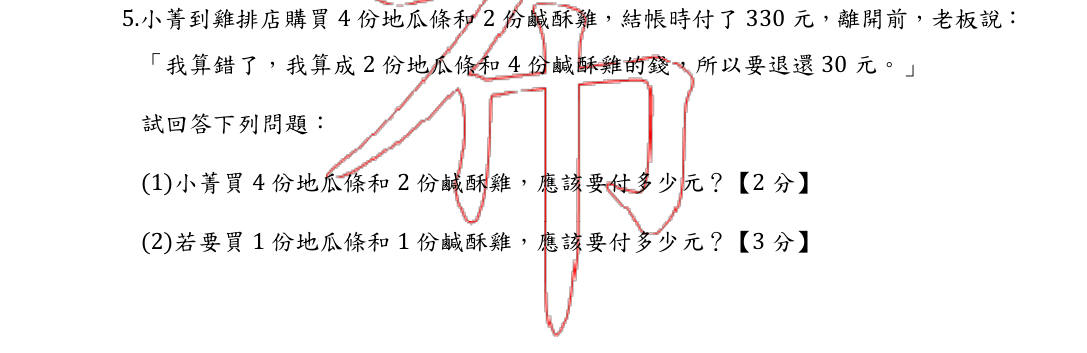 5.小菁到雞排店購買 4 份地瓜條和 2 份鹹酥雞，結帳時付了 330 元，離開前，老板說：
「我算錯了，我算成 2 份地瓜條和 4 份鹹酥雞的錢，所以要退還 30 元。」
試回答下列問題：
(1)小菁買 4 份地瓜條和 2 份鹹酥雞，應該要付多少元？【2 分】
(2)若要買 1 份地瓜條和 1 份鹹酥雞，應該要付多少元？【3 分】